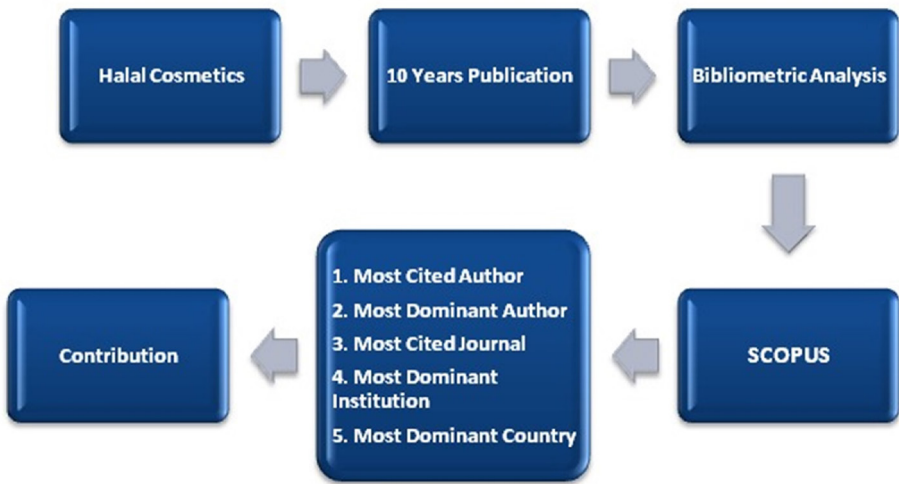 Halal Cosmetics
10 Years Publication
Bibliometric Analysis
SCOPUS
1. Most Cited Author
2. Most Dominant Author
3. Most Cited Journal
4. Most Dominant
Institution
5. Most Dominant Country
Contribution